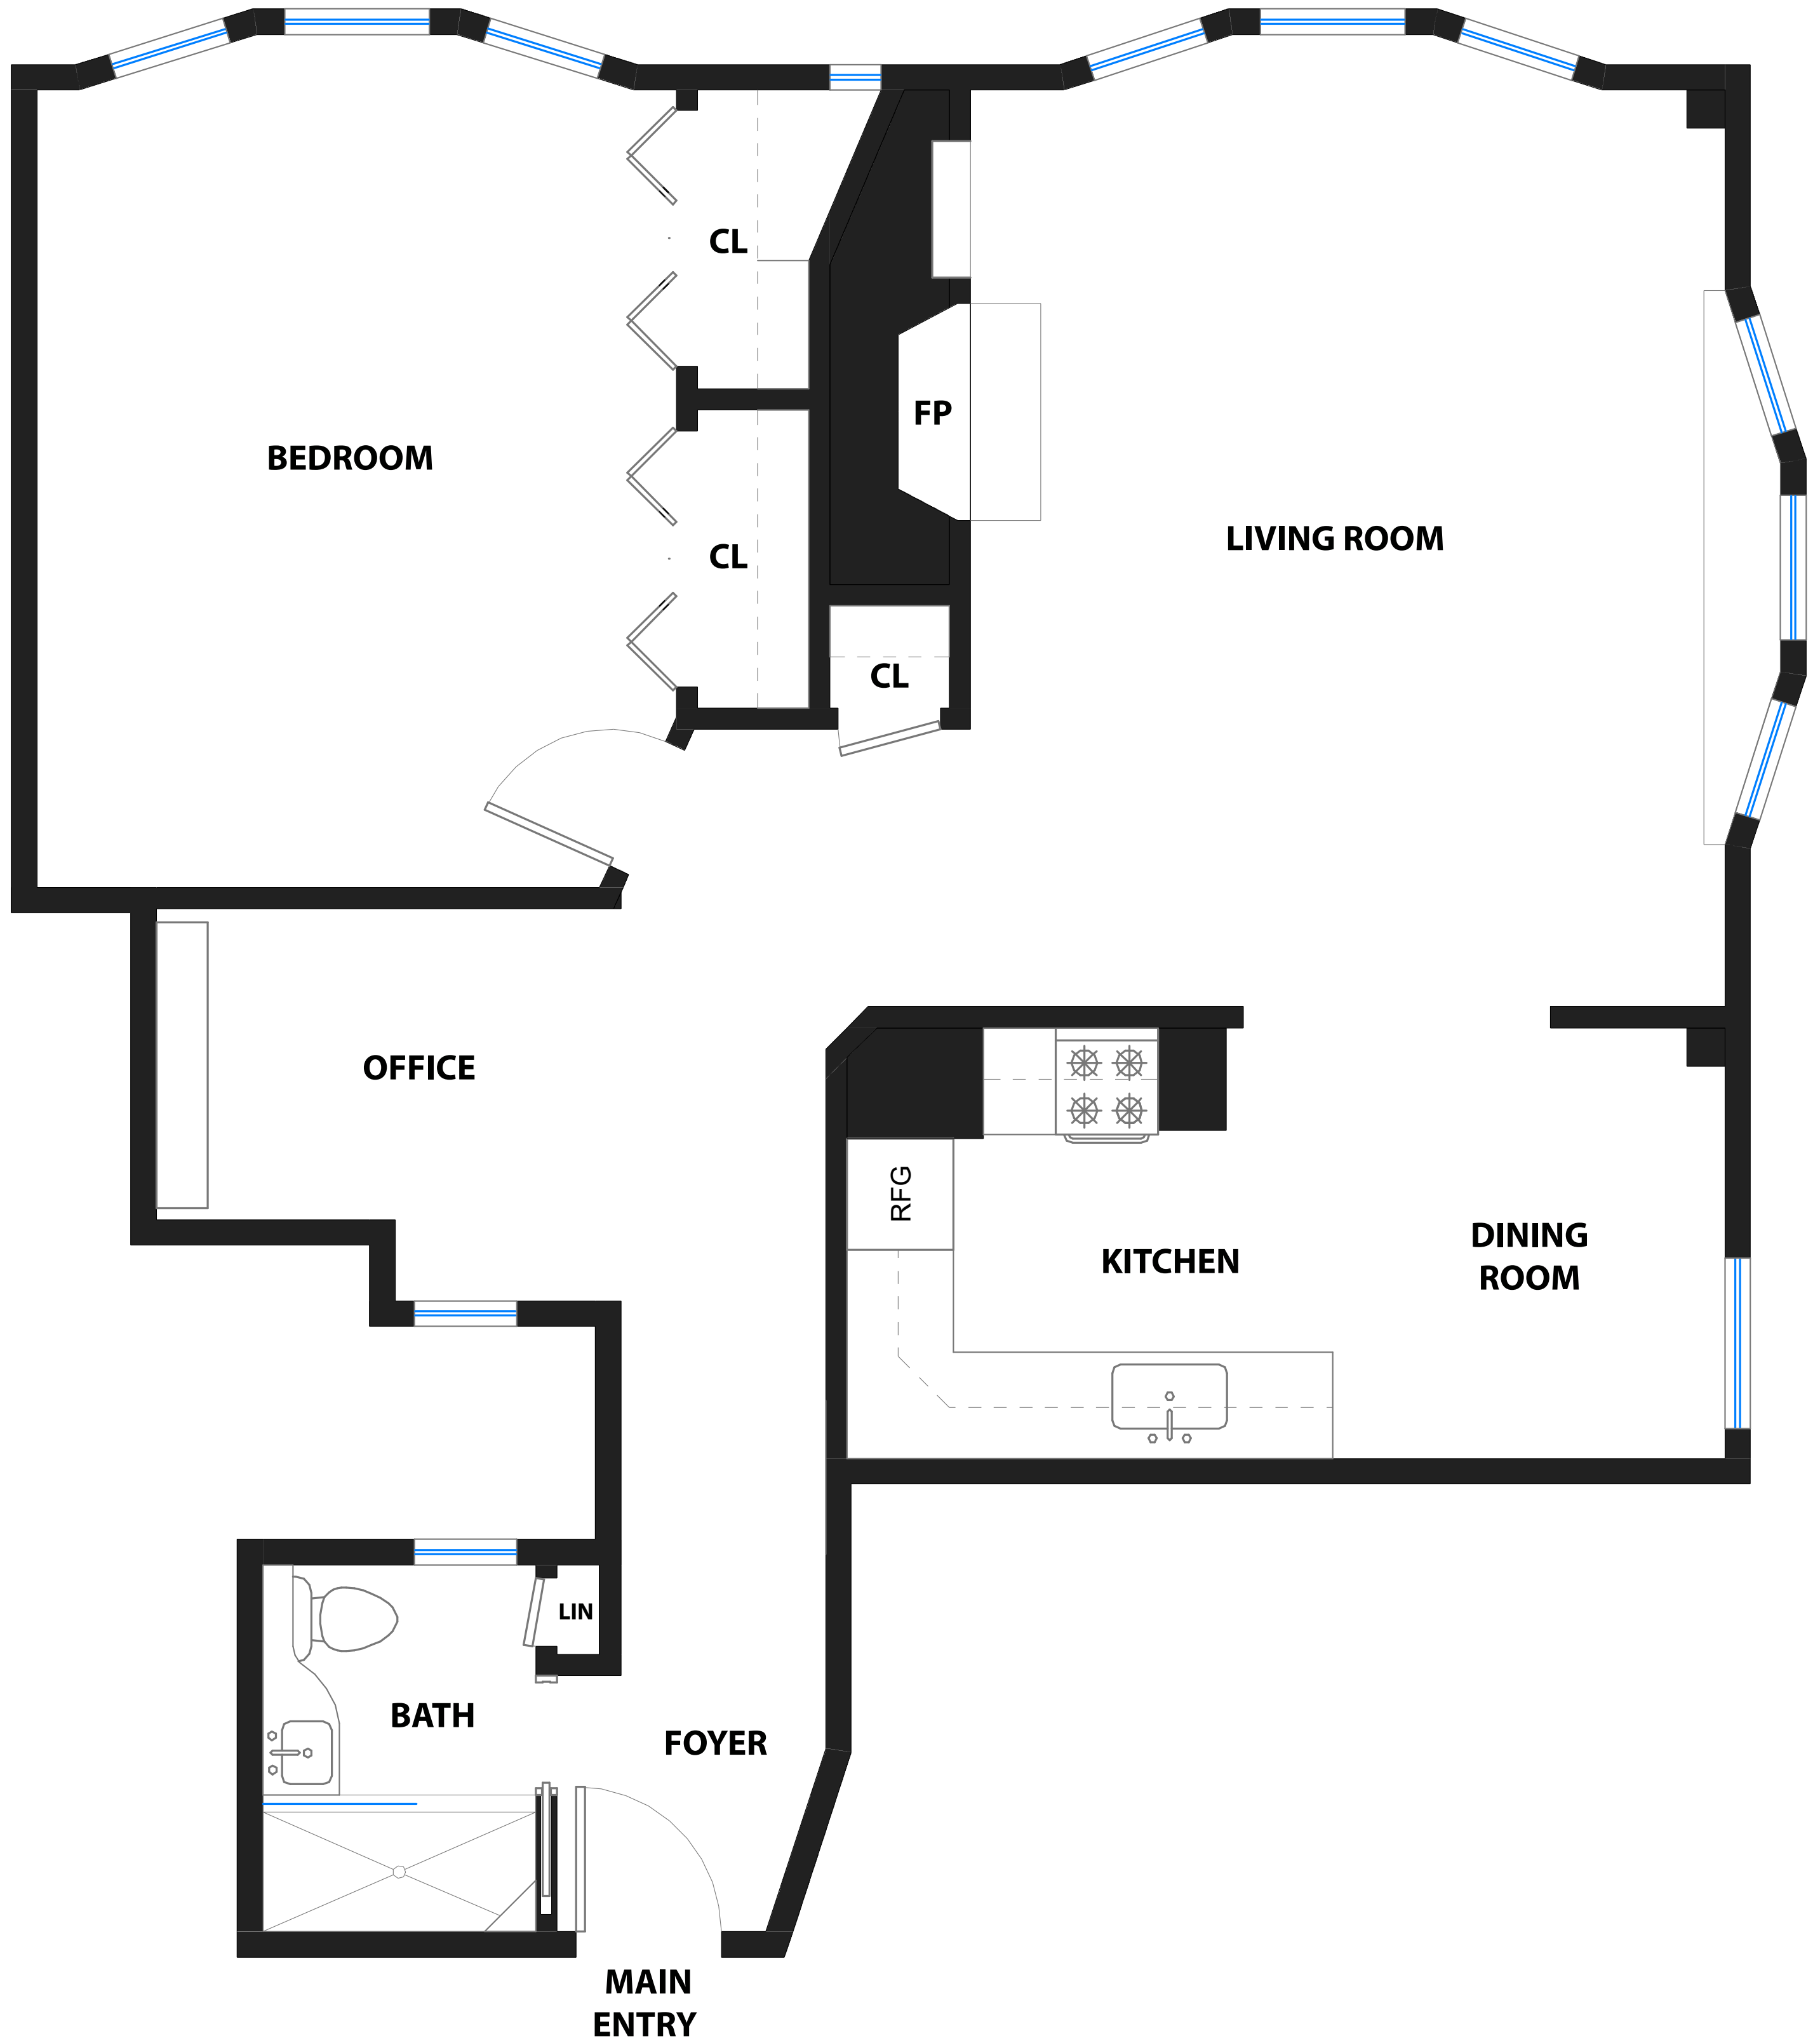 CL
FP
BEDROOM
LIVING ROOM
CL
CL
OFFICE
RFG
KITCHEN
DINING
ROOM
LIN
BATH
FOYER
MAIN
ENTRY